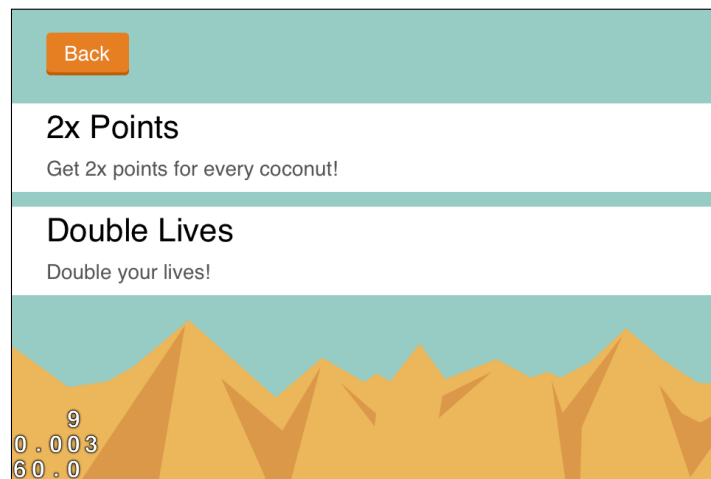 Back
2x Points
Get 2x points for every coconut!
Double Lives
Double your lives!
9
0.003
60.0